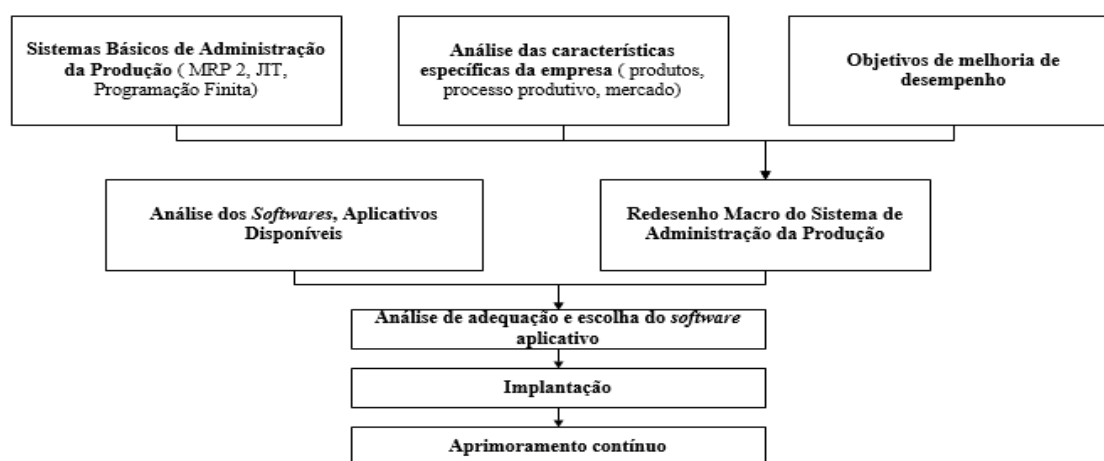 Sistemas Básicos de Administração
da Produção ( MRP 2, JIT,
Programação Finita)
Análise das características
específicas da empresa ( produtos,
processo produtivo, mercado)
Objetivos de melhoria de
desempenho
Análise dos Softwares, Aplicativos
Disponíveis
Redesenho Macro do Sistema de
Administração da Produção
Análise de adequação e escolha do software
aplicativo
Implantação
Aprimoramento contínuo